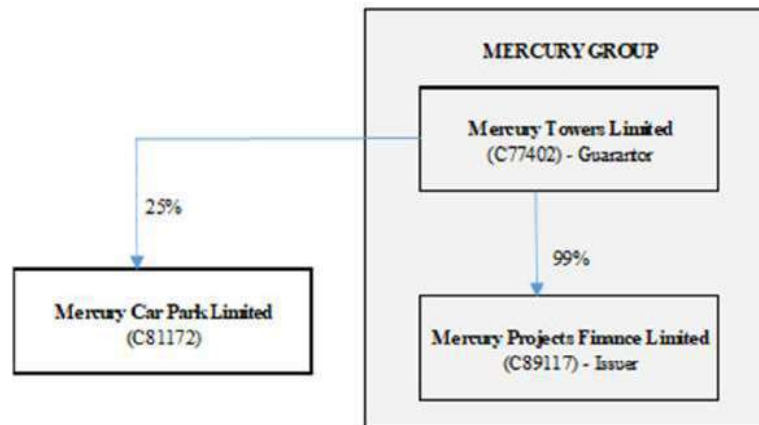 MERCURY GROUP
Mercury Towers Limited
(C77402) - Guarantor
25%
99%
Mercury Car Park Limited
(C81172)
Mercury Projects Finance Limited
(C89117) - Issuer